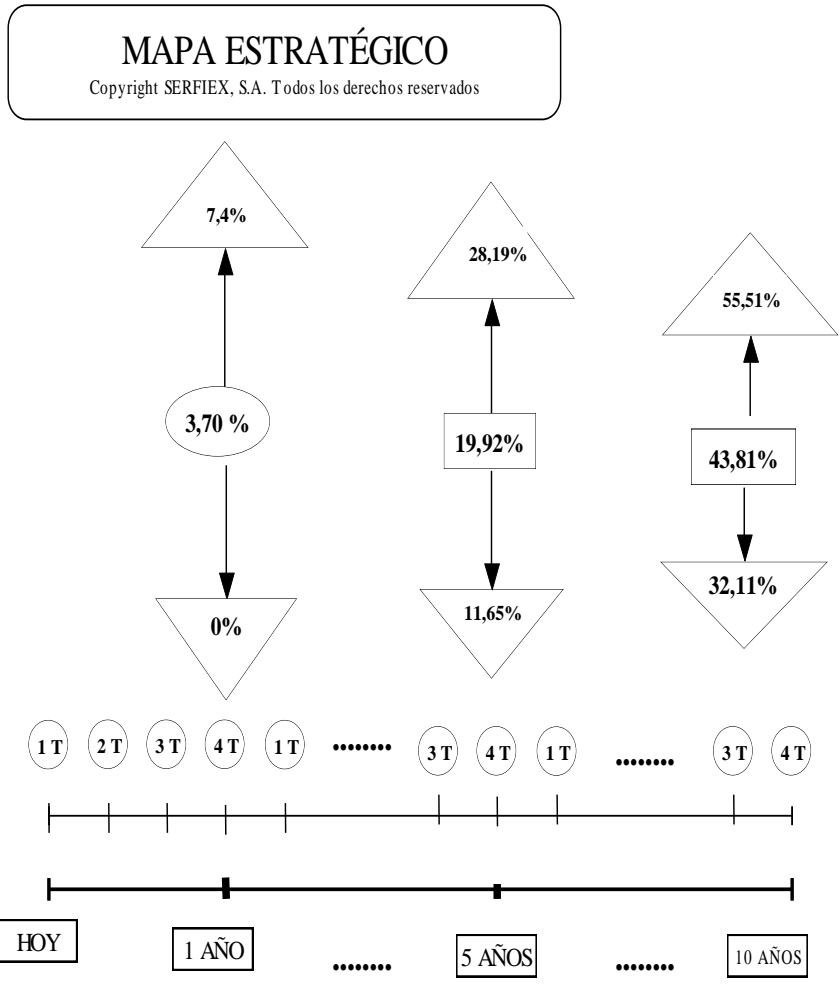 MAPA ESTRATÉGICO
Copyright SERFIEX, S.A. Todos los derechos reservados
7,4%
28,19%
55,51%
3,70 %
19,92%
43,81%
0%
11,65%
32,11%
1 T 2 T 3 T 4 T 1 T ........ 3 T 4 T 1 T ........ 3 T 4 T
HOY 1 AÑO ........ 5 AÑOS ........ 10 AÑOS